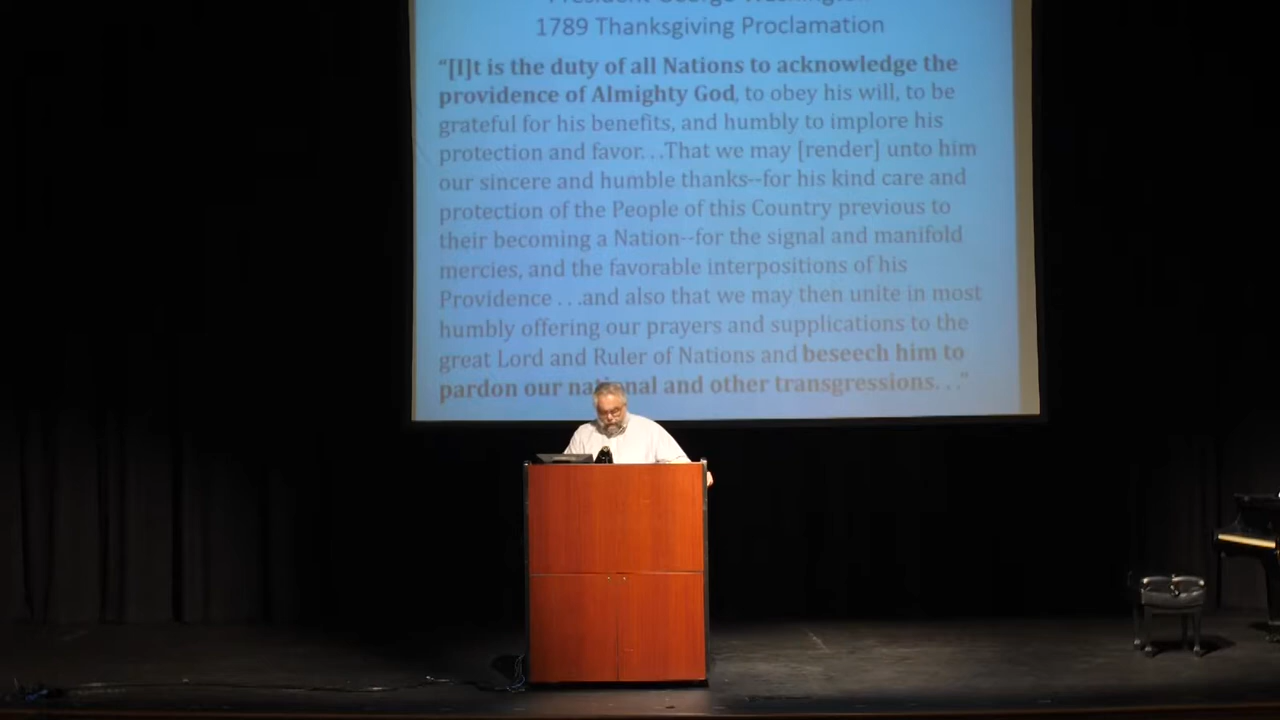 President George Washington
1789 Thanksgiving Proclamation
“[I]t is the duty of all Nations to acknowledge the
providence of Almighty God, to obey his will, to be
grateful for his benefits, and humbly to implore his
protection and favor. . .That we may [render] unto him
our sincere and humble thanks--for his kind care and
protection of the People of this Country previous to
their becoming a Nation--for the signal and manifold
mercies, and the favorable interpositions of his
Providence . . .and also that we may then unite in most
humbly offering our prayers and supplications to the
great Lord and Ruler of Nations and beseech him to
pardon our national and other transgressions. . .”